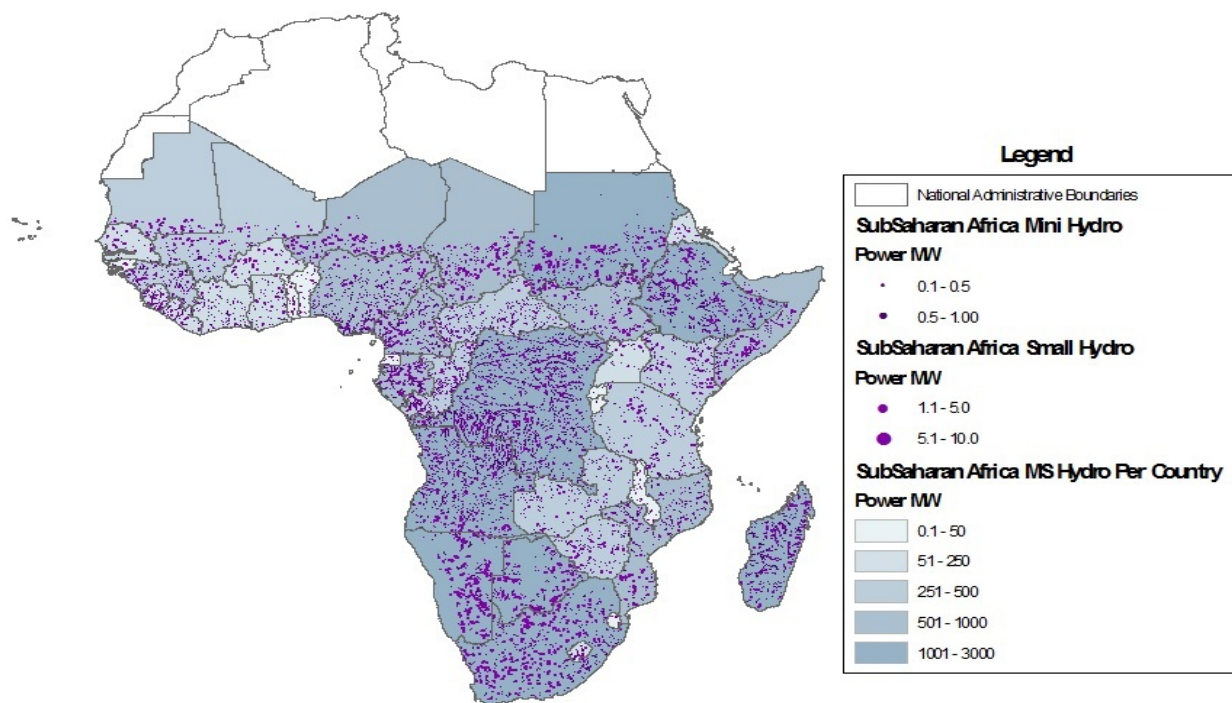 Legend
National Administrative Boundaries
SubSaharan Africa Mini Hydro
Power MW
0.1 - 0.5
0.5 - 1.00
SubSaharan Africa Small Hydro
Power MW
1.1 - 5.0
5.1 - 10.0
SubSaharan Africa MS Hydro Per Country
Power MW
0.1 - 50
51 - 250
251 - 500
501 - 1000
1001 - 3000